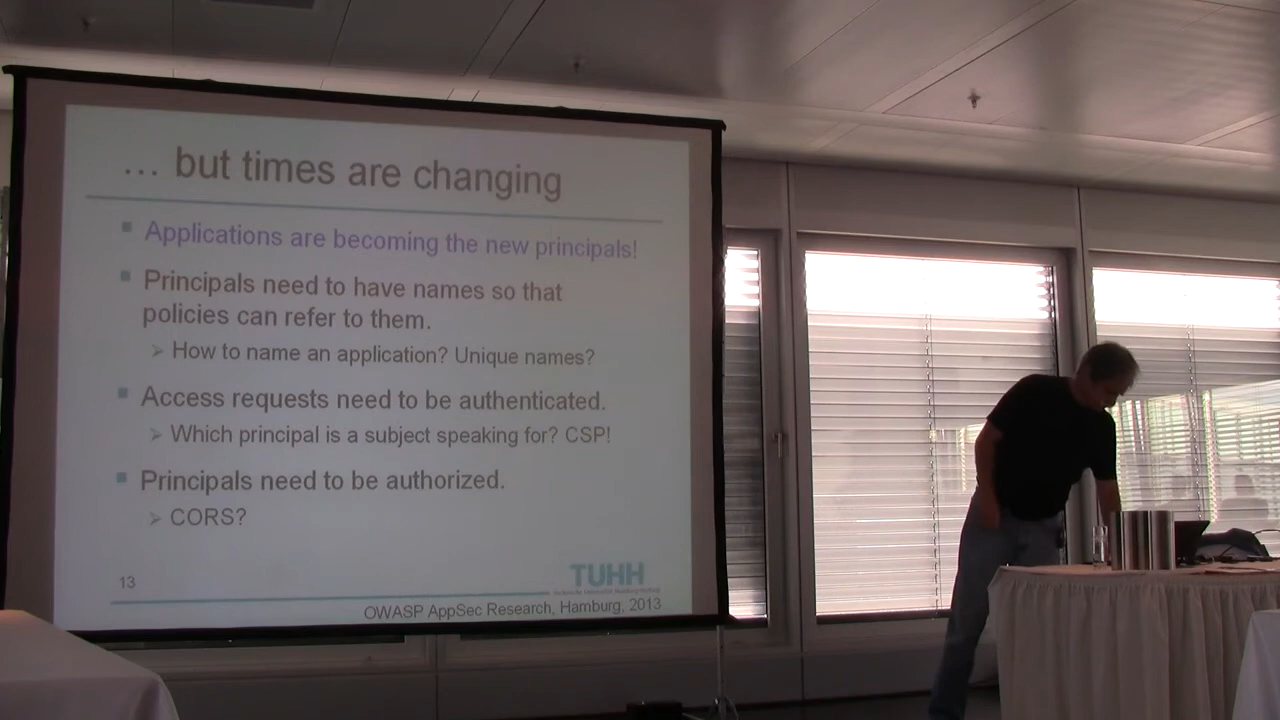 … but times are changing
Applications are becoming the new principals!
Principals need to have names so that
policies can refer to them.
How to name an application? Unique names?
Access requests need to be authenticated.
Which principal is a subject speaking for? CSP!
Principals need to be authorized.
CORS?
13
TUHH
OWASP AppSec Research, Hamburg, 2013